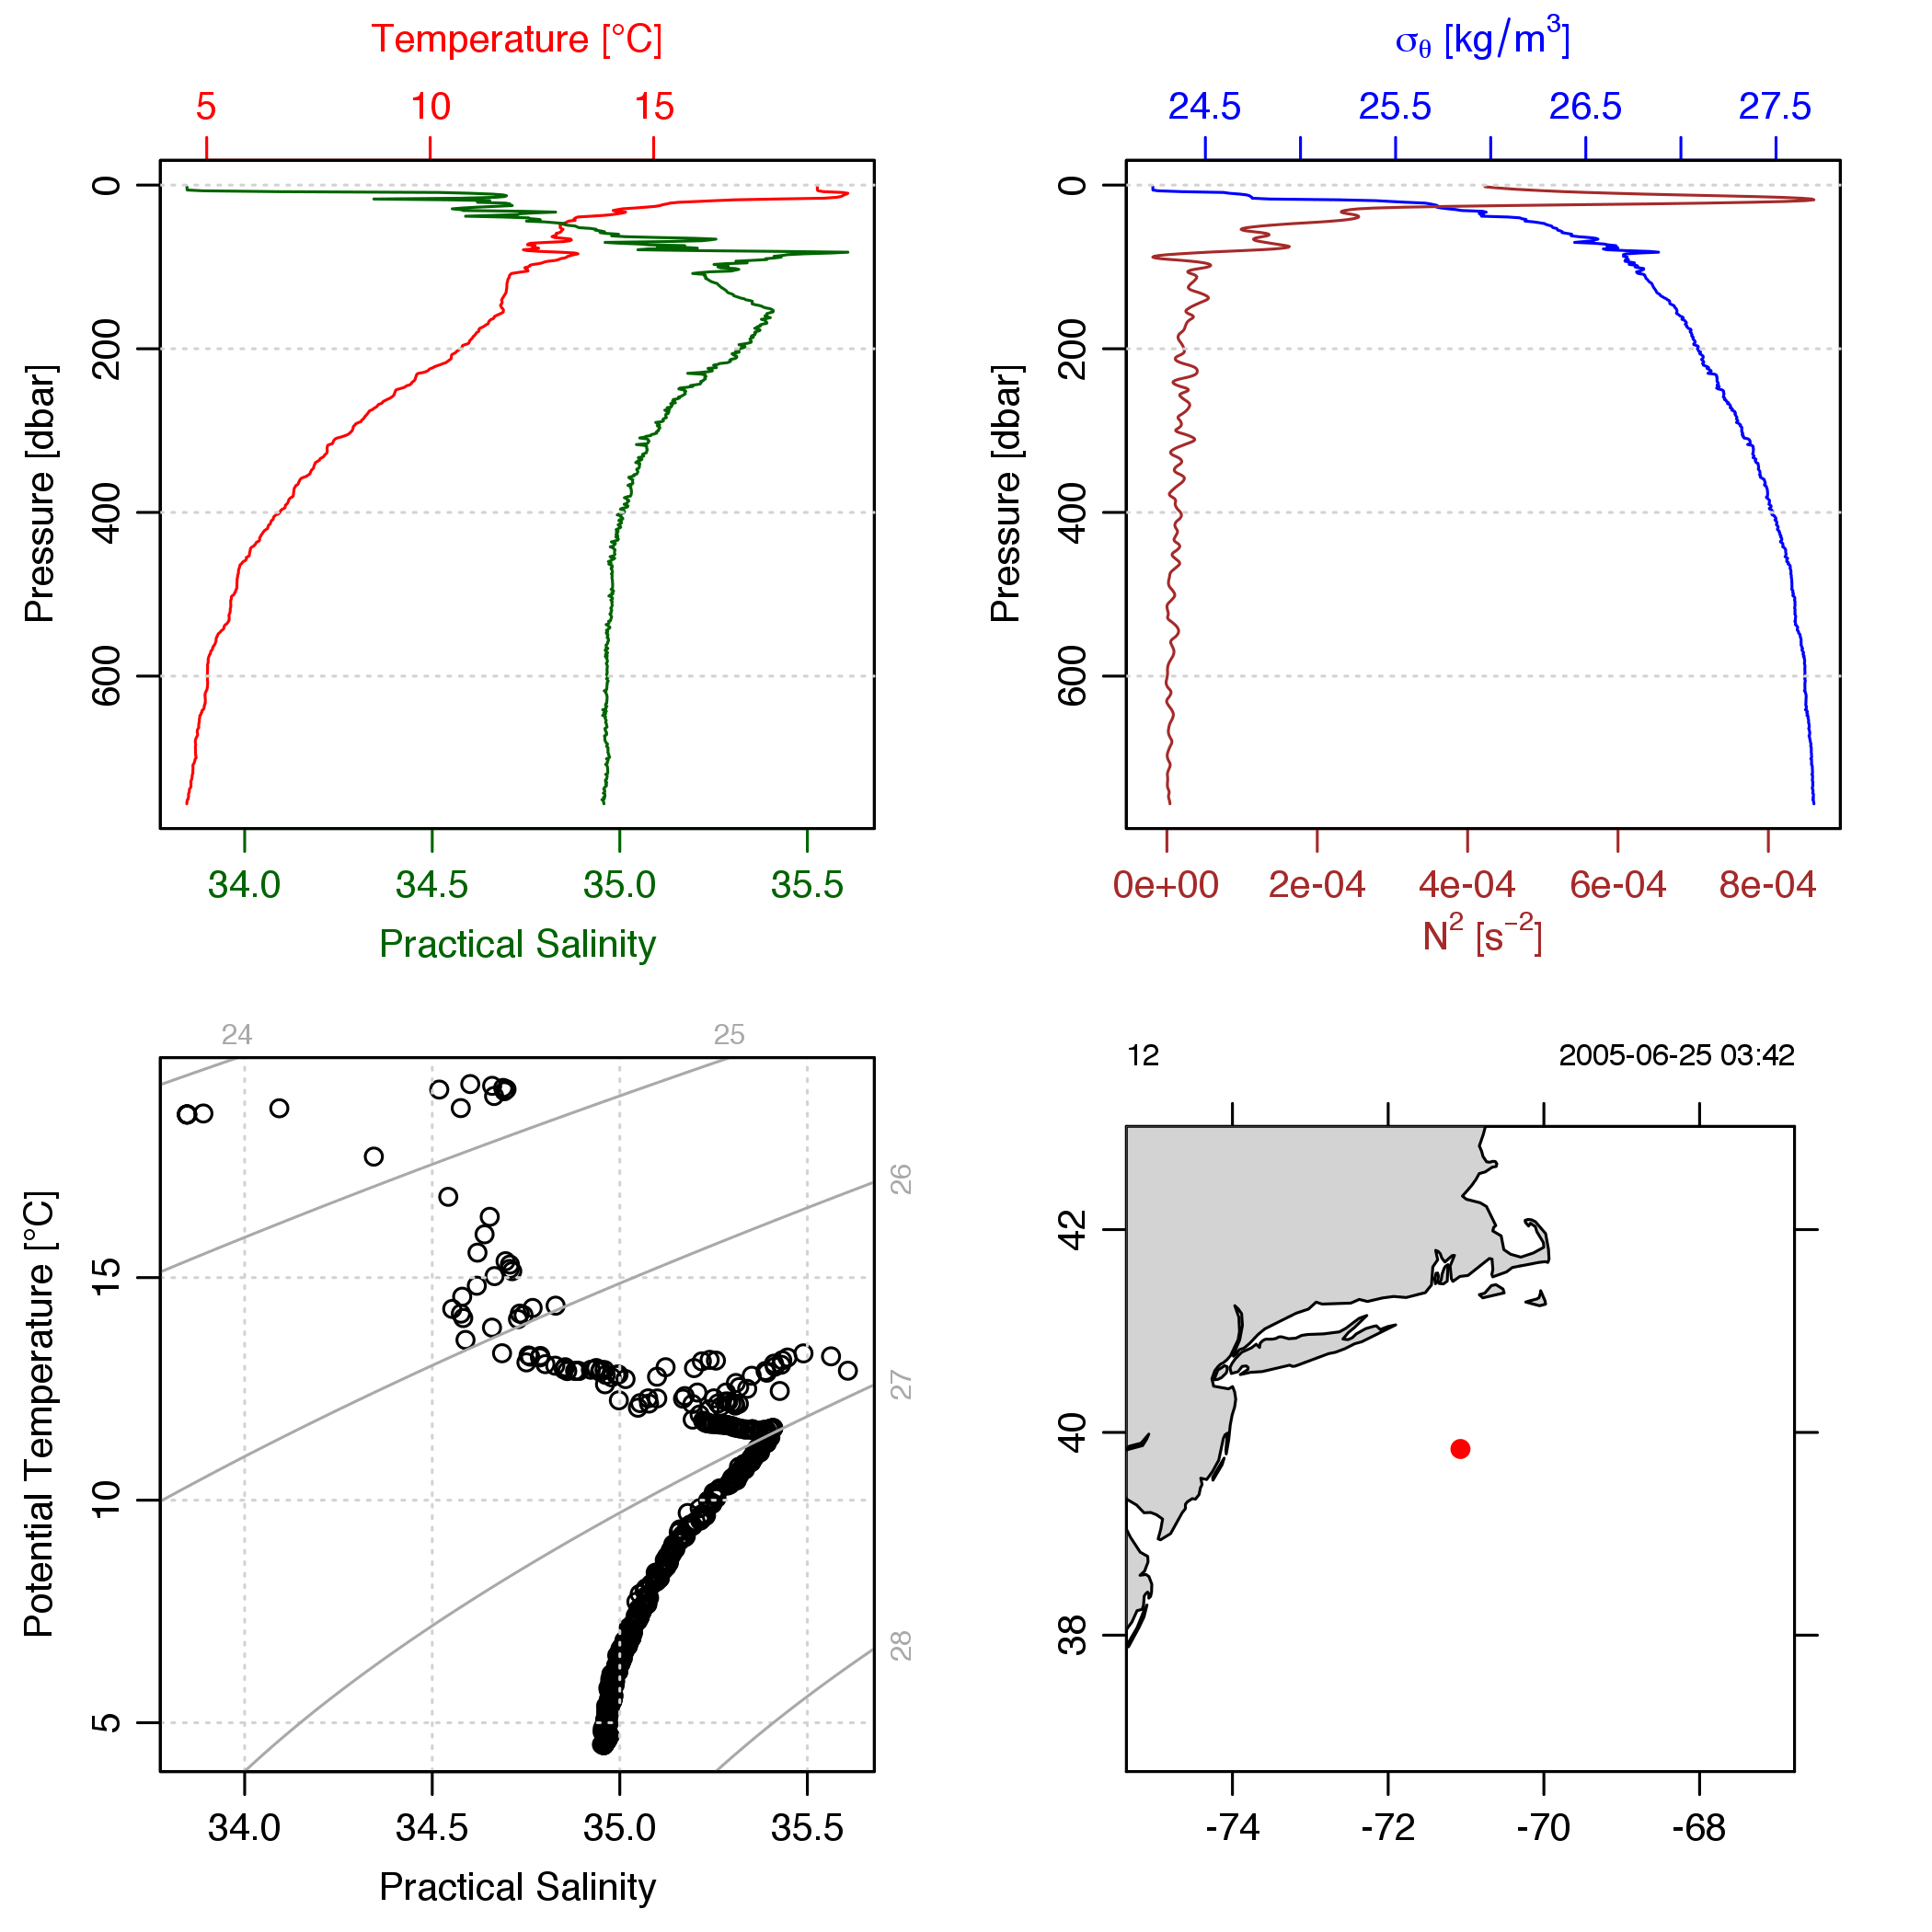 Temperature [°C]
5 10 15
0
200
400
600
Pressure [dbar]
34.0 34.5 35.0 35.5
Practical Salinity
σθ [kg/m³]
24.5 25.5 26.5 27.5
0
200
400
600
Pressure [dbar]
0e+00 2e-04 4e-04 6e-04 8e-04
N² [s⁻²]
24 25
26
27
28
15
10
5
Potential Temperature [°C]
34.0 34.5 35.0 35.5
Practical Salinity
12 2005-06-25 03:42
42
40
38
-74 -72 -70 -68